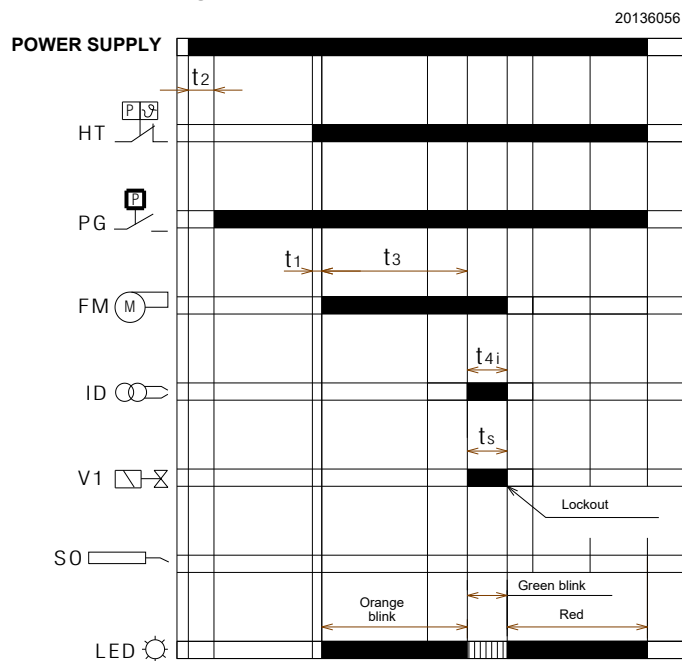 20136056
POWER SUPPLY
t2
P ϑ
HT
P
PG
t1 t3
FM M
t4i
ID
ts
V1
Lockout
SO
Green blink
Orange
blink
Red
LED